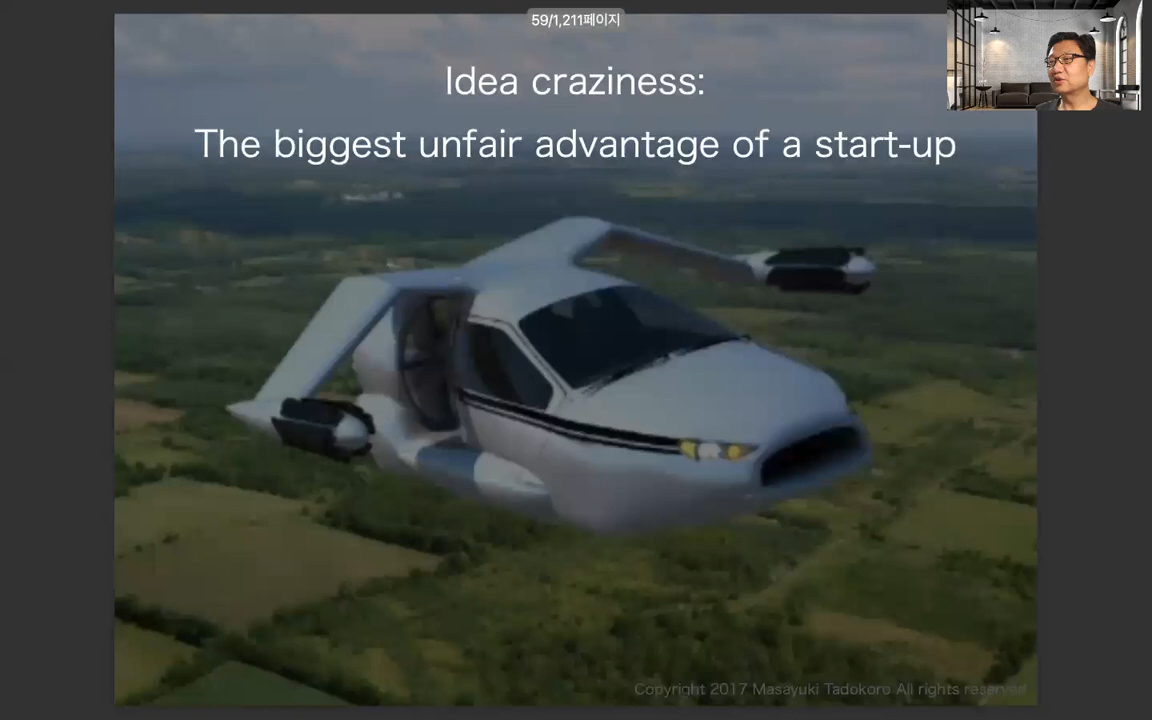 59/1,211페이지
Idea craziness:
The biggest unfair advantage of a start-up
Copyright 2017 Masayuki Tadokoro All rights reserved